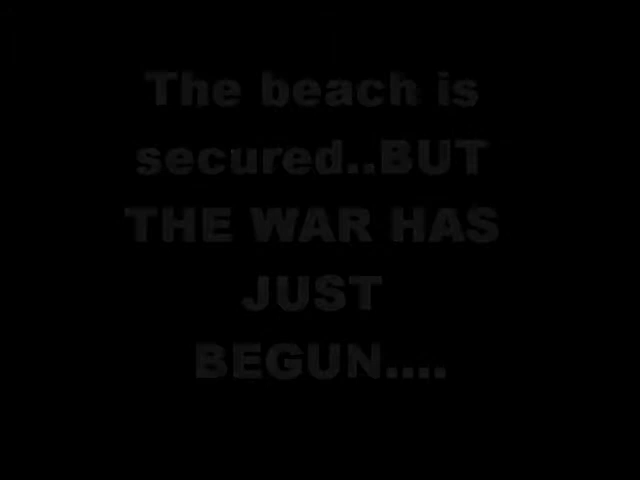 The beach is
secured..BUT
THE WAR HAS
JUST
BEGUN....